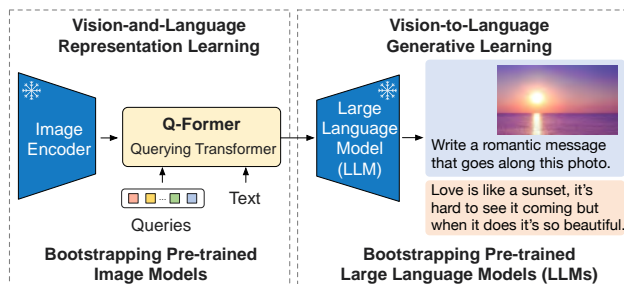 Vision-and-Language
Representation Learning
Vision-to-Language
Generative Learning
Image
Encoder
Q-Former
Querying Transformer
...
Queries
Text
Large
Language
Model
(LLM)
Write a romantic message
that goes along this photo.
Love is like a sunset, it's
hard to see it coming but
when it does it's so beautiful.
Bootstrapping Pre-trained
Image Models
Bootstrapping Pre-trained
Large Language Models (LLMs)